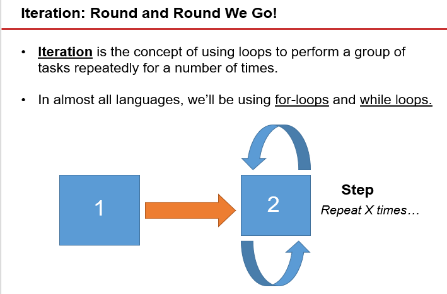 Iteration: Round and Round We Go!
• Iteration is the concept of using loops to perform a group of
tasks repeatedly for a number of times.
• In almost all languages, we'll be using for-loops and while loops.
1
2
Step
Repeat X times…